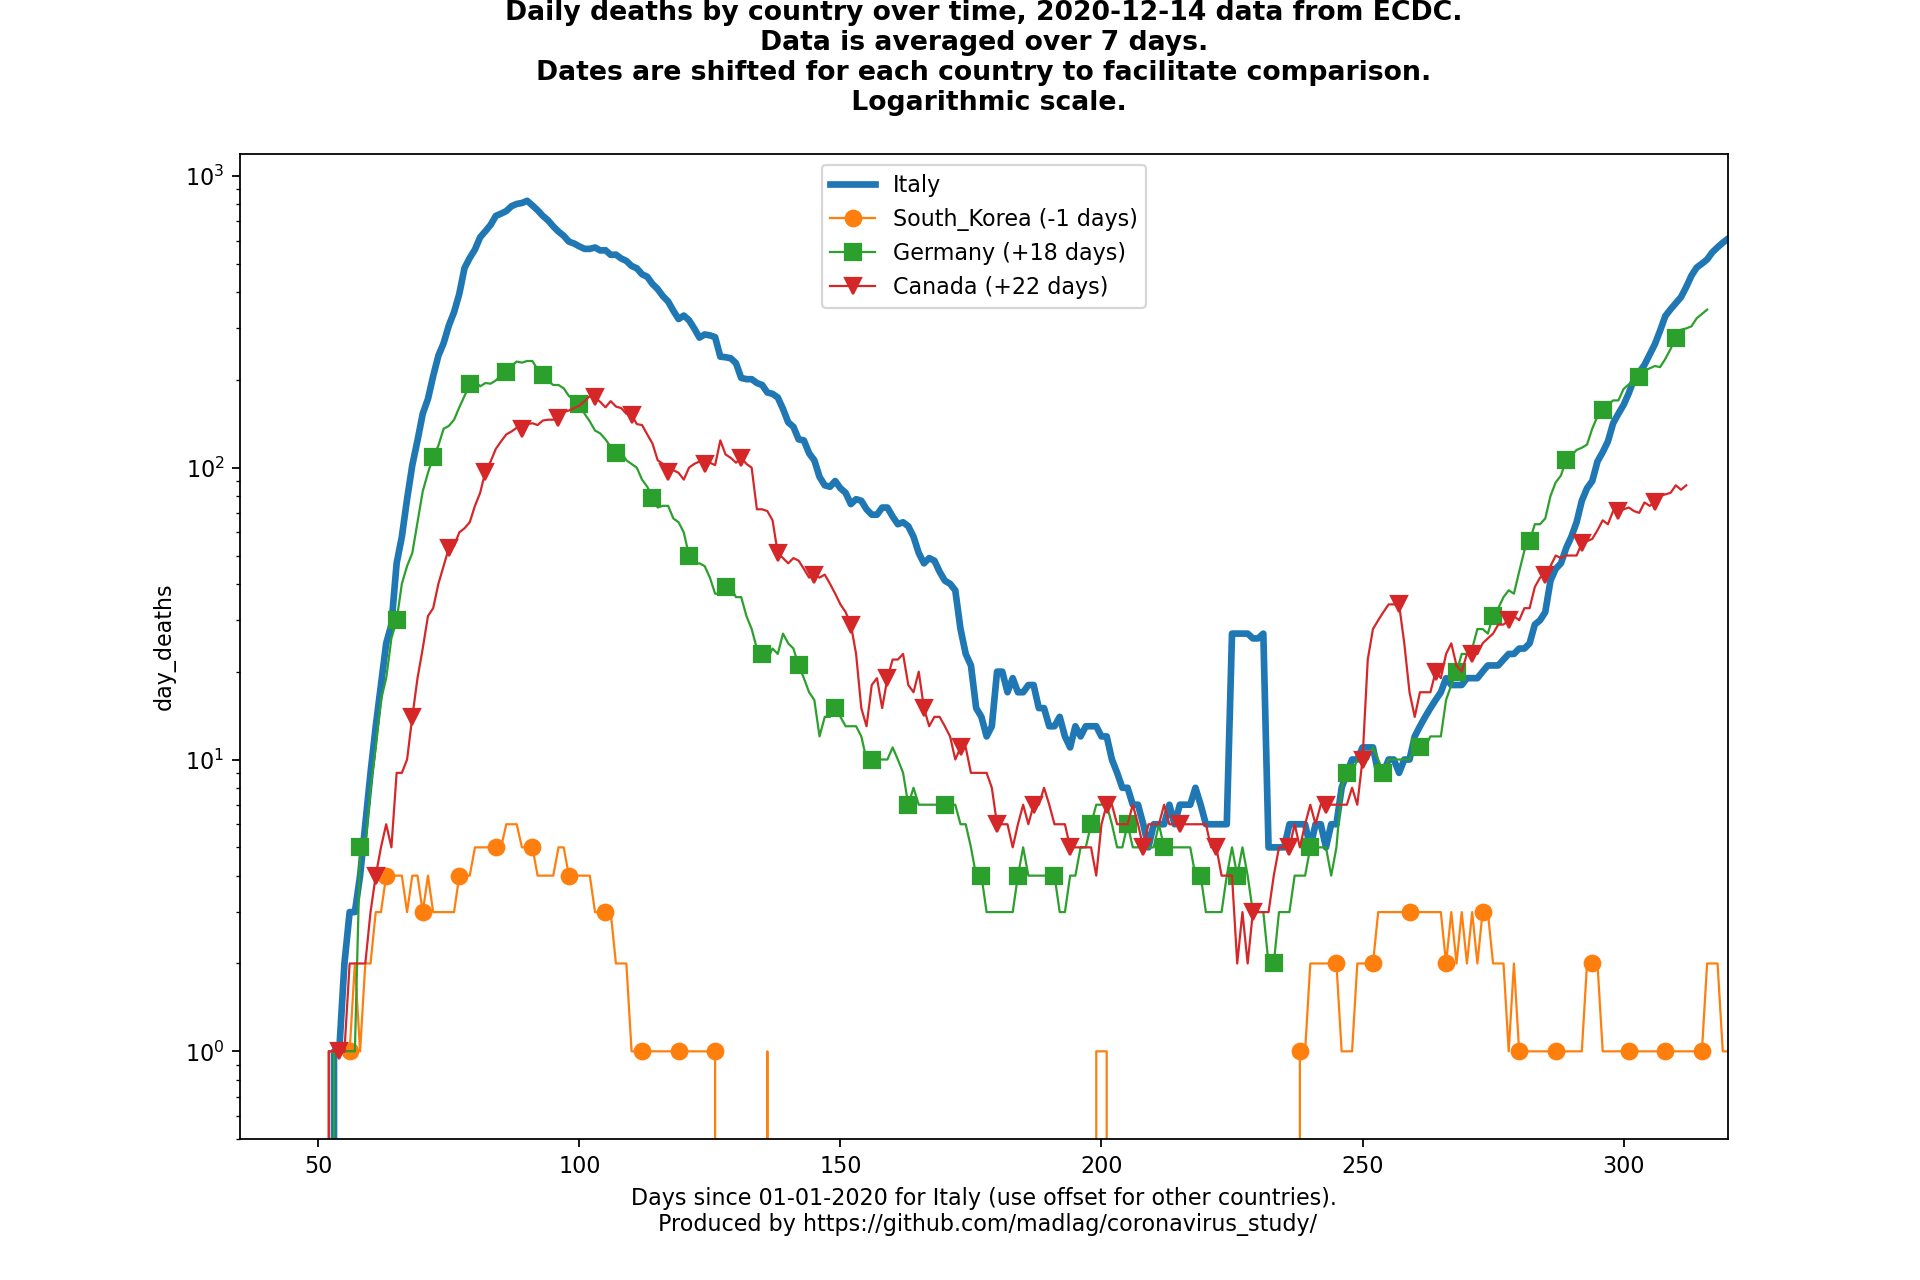 Daily deaths by country over time, 2020-12-14 data from ECDC.
Data is averaged over 7 days.
Dates are shifted for each country to facilitate comparison.
Logarithmic scale.
Italy
South_Korea (-1 days)
Germany (+18 days)
Canada (+22 days)
day_deaths
10³
10²
10¹
10⁰
50
100
150
200
250
300
Days since 01-01-2020 for Italy (use offset for other countries).
Produced by https://github.com/madlag/coronavirus_study/